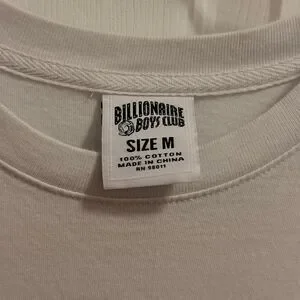 BILLIONAIRE
BOYS CLUB
SIZE M
100% COTTON
MADE IN CHINA
RN 98011